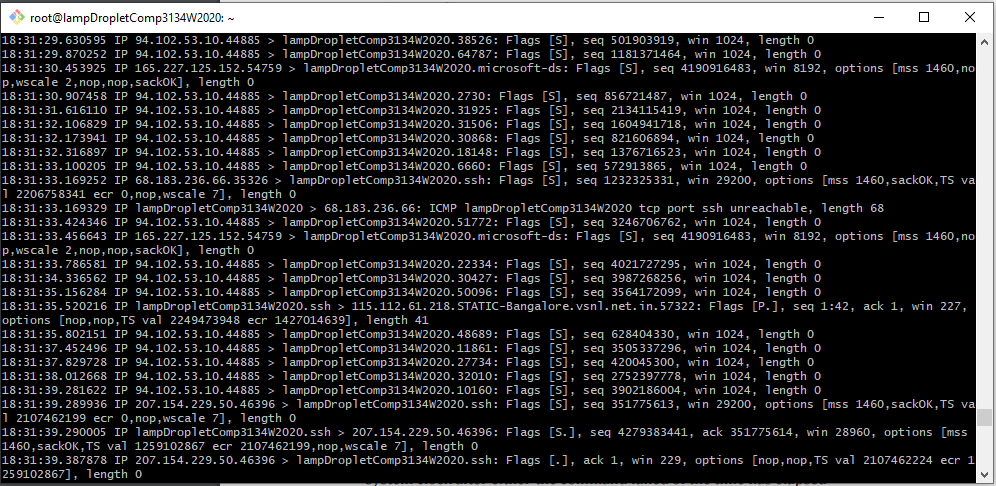 root@lampDropletComp3134W2020: ~
18:31:29.630595 IP 94.102.53.10.44885 > lampDropletComp3134W2020.38526: Flags [S], seq 501903919, win 1024, length 0
18:31:29.870252 IP 94.102.53.10.44885 > lampDropletComp3134W2020.64787: Flags [S], seq 1181371464, win 1024, length 0
18:31:30.453925 IP 165.227.125.152.54759 > lampDropletComp3134W2020.microsoft-ds: Flags [S], seq 4190916483, win 8192, options [mss 1460,no
p,wscale 2,nop,nop,sackOK], length 0
18:31:30.907458 IP 94.102.53.10.44885 > lampDropletComp3134W2020.2730: Flags [S], seq 856721487, win 1024, length 0
18:31:31.616110 IP 94.102.53.10.44885 > lampDropletComp3134W2020.31925: Flags [S], seq 2134115419, win 1024, length 0
18:31:32.106829 IP 94.102.53.10.44885 > lampDropletComp3134W2020.31506: Flags [S], seq 1604941718, win 1024, length 0
18:31:32.173941 IP 94.102.53.10.44885 > lampDropletComp3134W2020.30868: Flags [S], seq 821606894, win 1024, length 0
18:31:32.316897 IP 94.102.53.10.44885 > lampDropletComp3134W2020.18148: Flags [S], seq 1376716523, win 1024, length 0
18:31:33.100205 IP 94.102.53.10.44885 > lampDropletComp3134W2020.6660: Flags [S], seq 572913865, win 1024, length 0
18:31:33.169252 IP 68.183.236.66.35326 > lampDropletComp3134W2020.ssh: Flags [S], seq 1232325331, win 29200, options [mss 1460,sackOK,TS va
l 2206758341 ecr 0,nop,wscale 7], length 0
18:31:33.169329 IP lampDropletComp3134W2020 > 68.183.236.66: ICMP lampDropletComp3134W2020 tcp port ssh unreachable, length 68
18:31:33.424346 IP 94.102.53.10.44885 > lampDropletComp3134W2020.51772: Flags [S], seq 3246706762, win 1024, length 0
18:31:33.456643 IP 165.227.125.152.54759 > lampDropletComp3134W2020.microsoft-ds: Flags [S], seq 4190916483, win 8192, options [mss 1460,no
p,wscale 2,nop,nop,sackOK], length 0
18:31:33.786581 IP 94.102.53.10.44885 > lampDropletComp3134W2020.22334: Flags [S], seq 4021727295, win 1024, length 0
18:31:34.336562 IP 94.102.53.10.44885 > lampDropletComp3134W2020.30427: Flags [S], seq 3987268256, win 1024, length 0
18:31:35.156284 IP 94.102.53.10.44885 > lampDropletComp3134W2020.50096: Flags [S], seq 3564172099, win 1024, length 0
18:31:35.520216 IP lampDropletComp3134W2020.ssh > 115.112.61.218.STATIC-Bangalore.vsnl.net.in.57322: Flags [P.], seq 1:42, ack 1, win 227,
options [nop,nop,TS val 2249473948 ecr 1427014639], length 41
18:31:35.802151 IP 94.102.53.10.44885 > lampDropletComp3134W2020.48689: Flags [S], seq 628404330, win 1024, length 0
18:31:37.452496 IP 94.102.53.10.44885 > lampDropletComp3134W2020.11861: Flags [S], seq 3505337296, win 1024, length 0
18:31:37.829728 IP 94.102.53.10.44885 > lampDropletComp3134W2020.27734: Flags [S], seq 420045300, win 1024, length 0
18:31:38.012668 IP 94.102.53.10.44885 > lampDropletComp3134W2020.32010: Flags [S], seq 2752397778, win 1024, length 0
18:31:39.281622 IP 94.102.53.10.44885 > lampDropletComp3134W2020.10160: Flags [S], seq 3902186004, win 1024, length 0
18:31:39.289936 IP 207.154.229.50.46396 > lampDropletComp3134W2020.ssh: Flags [S], seq 351775613, win 29200, options [mss 1460,sackOK,TS va
l 2107462199 ecr 0,nop,wscale 7], length 0
18:31:39.290005 IP lampDropletComp3134W2020.ssh > 207.154.229.50.46396: Flags [S.], seq 4279383441, ack 351775614, win 28960, options [mss
1460,sackOK,TS val 1259102867 ecr 2107462199,nop,wscale 7], length 0
18:31:39.387878 IP 207.154.229.50.46396 > lampDropletComp3134W2020.ssh: Flags [.], ack 1, win 229, options [nop,nop,TS val 2107462224 ecr 1
259102867], length 0